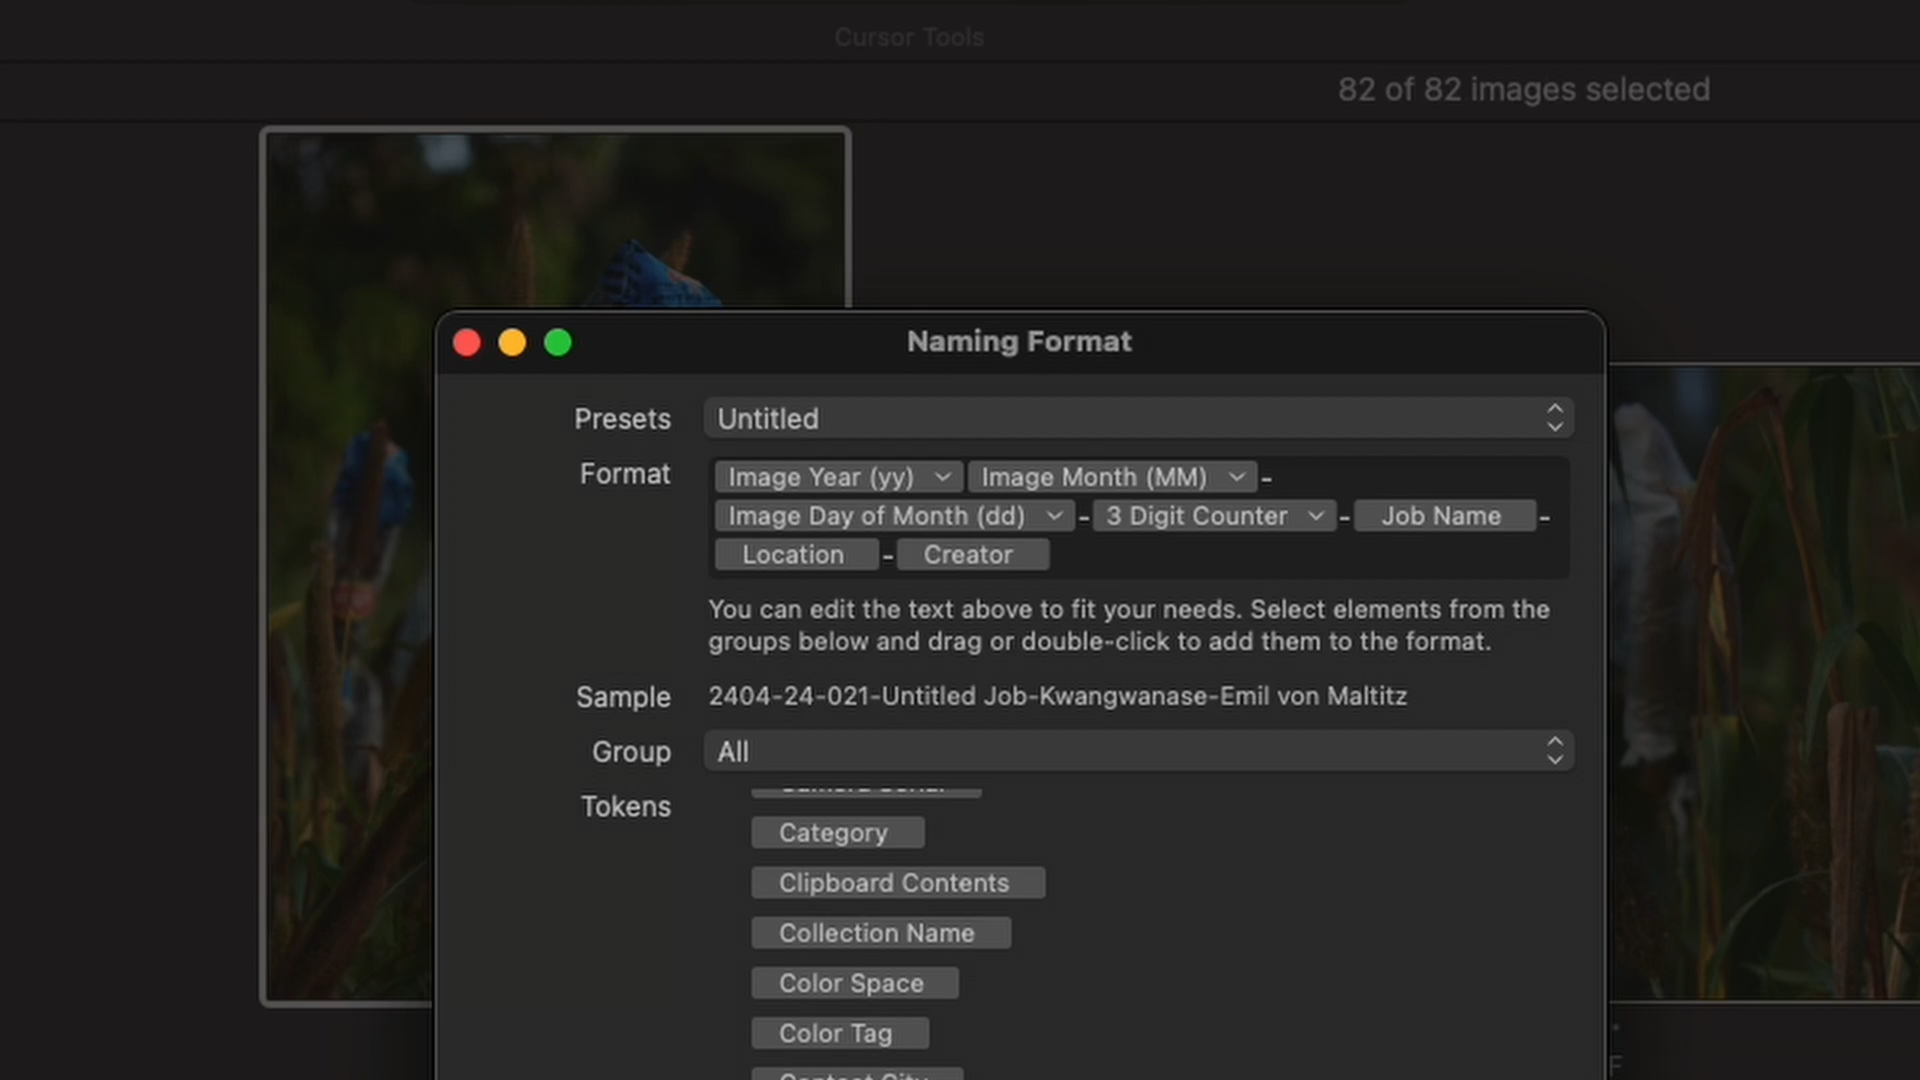 Cursor Tools
82 of 82 images selected
Naming Format
Presets Untitled
Format Image Year (yy) Image Month (MM) -
Image Day of Month (dd) - 3 Digit Counter - Job Name -
Location - Creator
You can edit the text above to fit your needs. Select elements from the
groups below and drag or double-click to add them to the format.
Sample 2404-24-021-Untitled Job-Kwangwanase-Emil von Maltitz
Group All
Tokens
Category
Clipboard Contents
Collection Name
Color Space
Color Tag